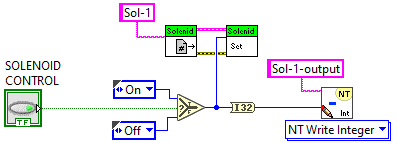 Sol-1
Solenoid
#
Solenoid
Set
SOLENOID
CONTROL
TF
On
Off
T
F
?
I32
Sol-1-output
NT
Int
NT Write Integer